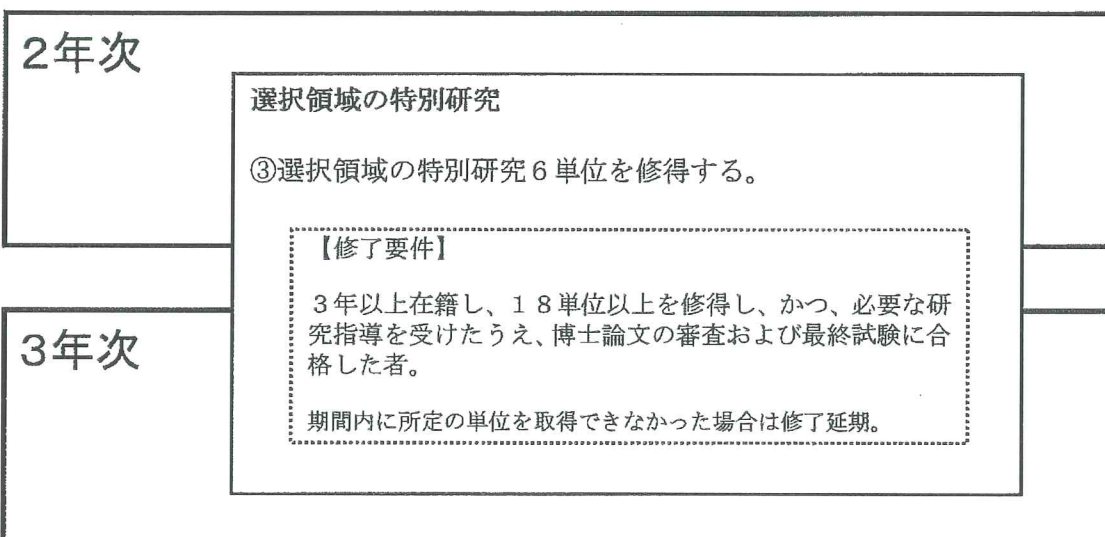 2年次
選択領域の特別研究
③選択領域の特別研究6単位を修得する。
【修了要件】
3年以上在籍し、18単位以上を修得し、かつ、必要な研
究指導を受けたうえ、博士論文の審査および最終試験に合
格した者。
期間内に所定の単位を取得できなかった場合は修了延期。
3年次